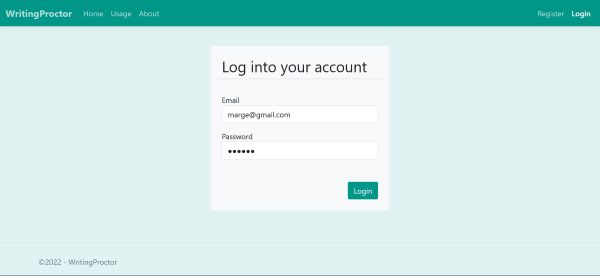 WritingProctor Home Usage About Register Login
Log into your account
Email
marge@gmail.com
Password
●●●●●●
Login
©2022 - WritingProctor